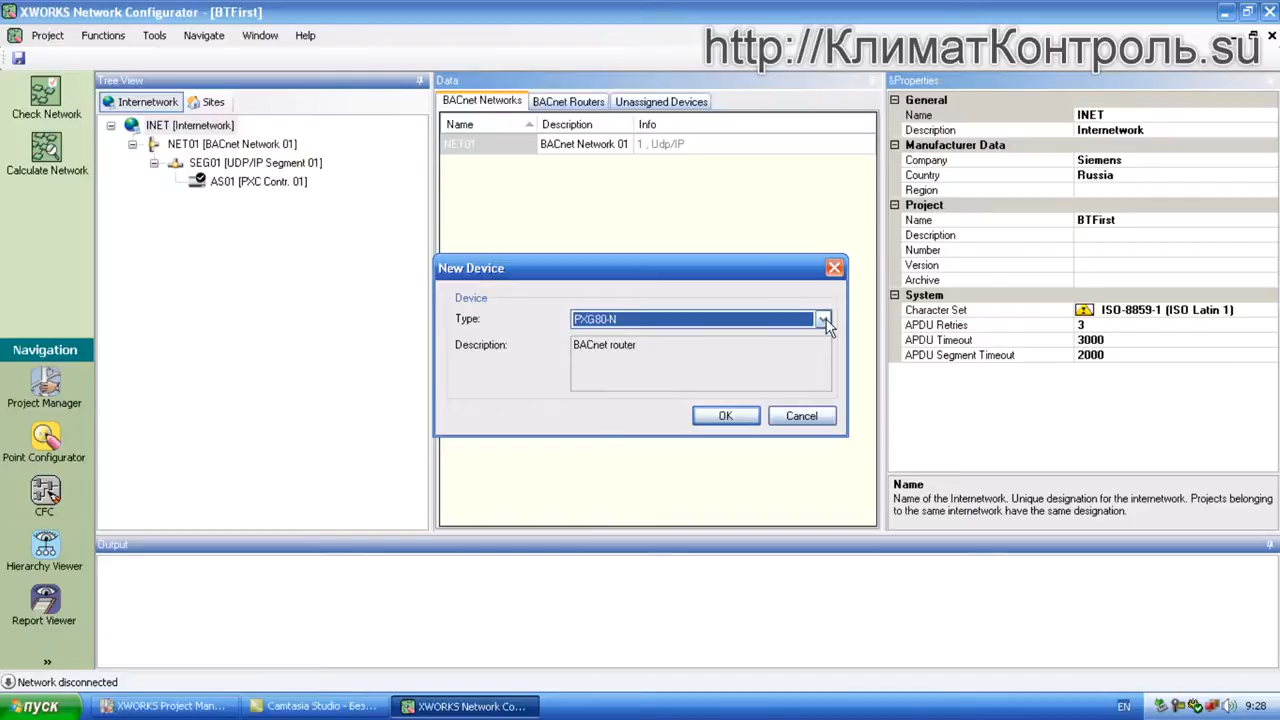 XWORKS Network Configurator - [BTFirst]
Project Functions Tools Navigate Window Help
http://КлиматКонтроль.su
Check Network
Calculate Network
Navigation
Project Manager
Point Configurator
CFC
Hierarchy Viewer
Report Viewer
»
Tree View
Internetwork Sites
INET [Internetwork]
NET01 [BACnet Network 01]
SEG01 [UDP/IP Segment 01]
AS01 [PXC Contr. 01]
Data
BACnet Networks BACnet Routers Unassigned Devices
Name Description Info
NET01 BACnet Network 01 1 , Udp/IP
New Device
Device
Type: PXG80-N
Description: BACnet router
OK Cancel
Properties
General
Name INET
Description Internetwork
Manufacturer Data
Company Siemens
Country Russia
Region
Project
Name BTFirst
Description
Number
Version
Archive
System
Character Set ISO-8859-1 (ISO Latin 1)
APDU Retries 3
APDU Timeout 3000
APDU Segment Timeout 2000
Name
Name of the Internetwork. Unique designation for the internetwork. Projects belonging
to the same internetwork have the same designation.
Output
Network disconnected
пуск XWORKS Project Man... Camtasia Studio - Без... XWORKS Network Co... EN 9:28